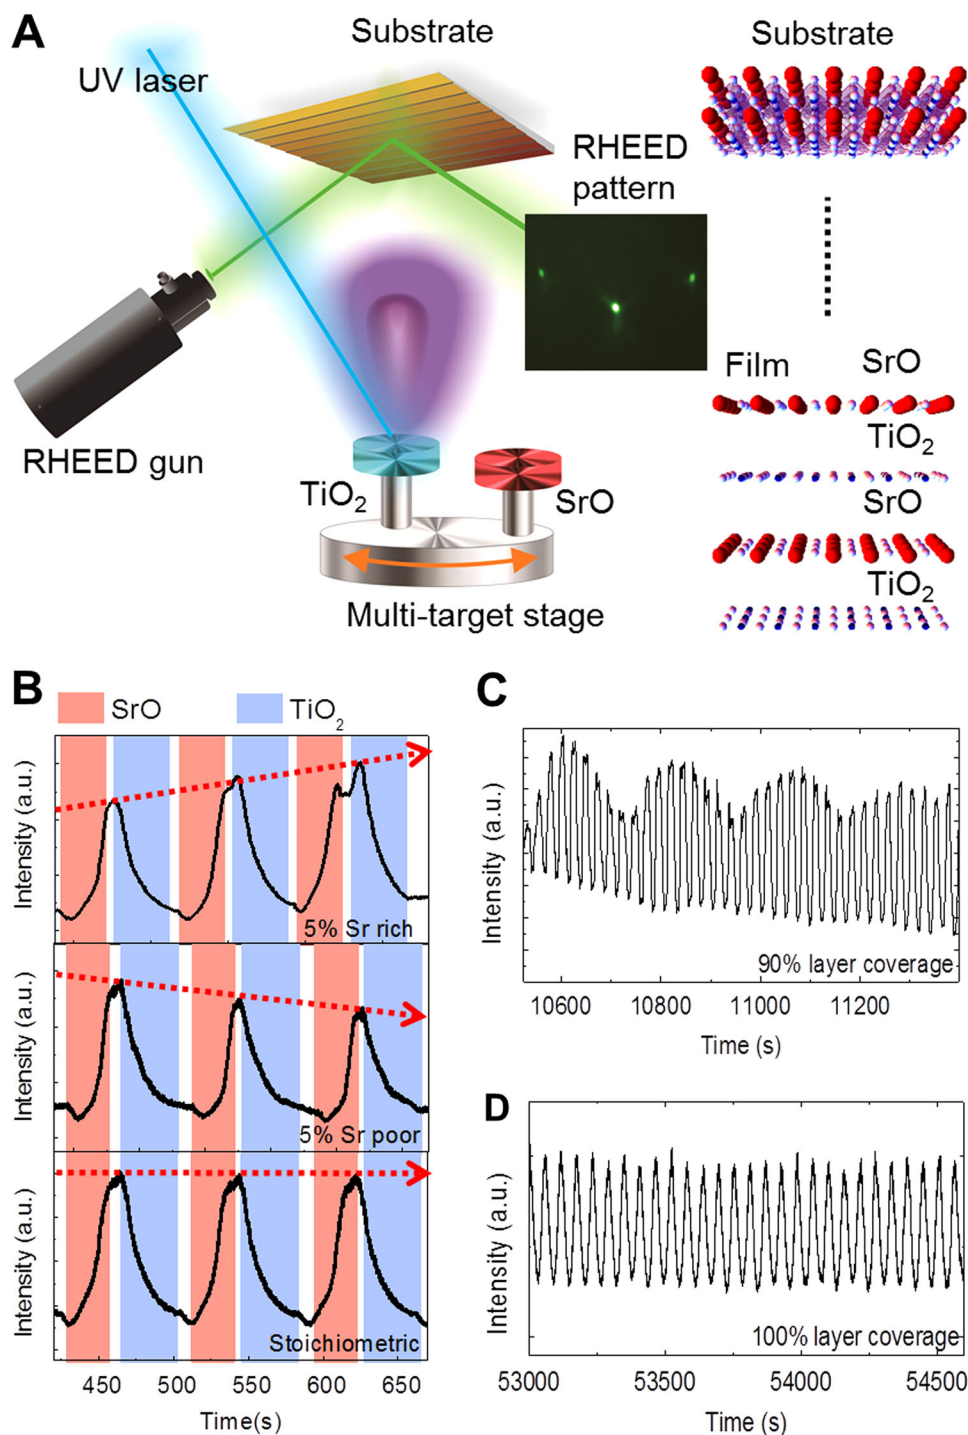 A
Substrate
UV laser
RHEED
pattern
RHEED gun
TiO2
SrO
Multi-target stage
Substrate
Film
SrO
TiO2
SrO
TiO2
B
SrO
TiO2
Intensity (a.u.)
5% Sr rich
Intensity (a.u.)
5% Sr poor
Intensity (a.u.)
Stoichiometric
450 500 550 600 650
Time(s)
C
Intensity (a.u.)
90% layer coverage
10600 10800 11000 11200
Time (s)
D
Intensity (a.u.)
100% layer coverage
53000 53500 54000 54500
Time (s)